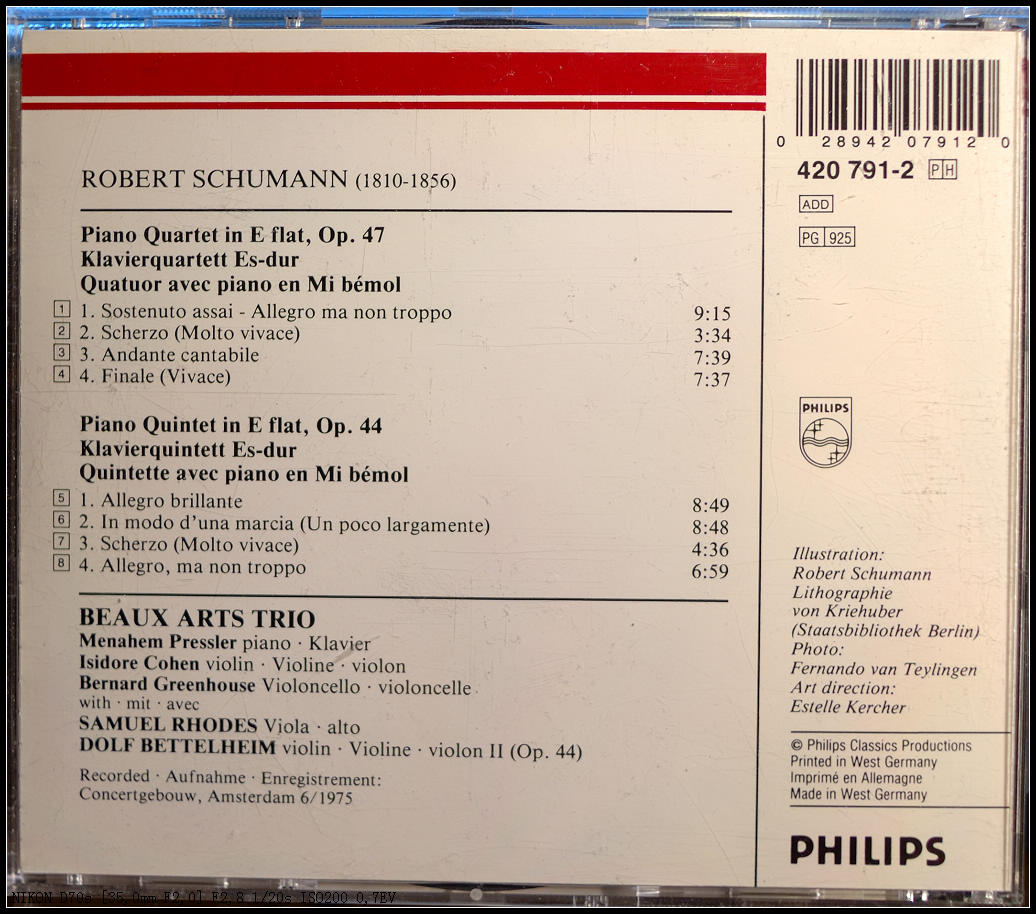 ROBERT SCHUMANN (1810-1856)
Piano Quartet in E flat, Op. 47
Klavierquartett Es-dur
Quatuor avec piano en Mi bémol
1 1. Sostenuto assai - Allegro ma non troppo 9:15
2 2. Scherzo (Molto vivace) 3:34
3 3. Andante cantabile 7:39
4 4. Finale (Vivace) 7:37
Piano Quintet in E flat, Op. 44
Klavierquintett Es-dur
Quintette avec piano en Mi bémol
5 1. Allegro brillante 8:49
6 2. In modo d'una marcia (Un poco largamente) 8:48
7 3. Scherzo (Molto vivace) 4:36
8 4. Allegro, ma non troppo 6:59
BEAUX ARTS TRIO
Menahem Pressler piano · Klavier
Isidore Cohen violin · Violine · violon
Bernard Greenhouse Violoncello · violoncelle
with · mit · avec
SAMUEL RHODES Viola · alto
DOLF BETTELHEIM violin · Violine · violon II (Op. 44)
Recorded · Aufnahme · Enregistrement:
Concertgebouw, Amsterdam 6/1975
0 28942 07912 0
420 791-2 PH
ADD
PG 925
PHILIPS
Illustration:
Robert Schumann
Lithographie
von Kriehuber
(Staatsbibliothek Berlin)
Photo:
Fernando van Teylingen
Art direction:
Estelle Kercher
© Philips Classics Productions
Printed in West Germany
Imprimé en Allemagne
Made in West Germany
PHILIPS
NIKON D70s [35.0mm F2.0] F2.8 1/20s ISO200 0,7EV